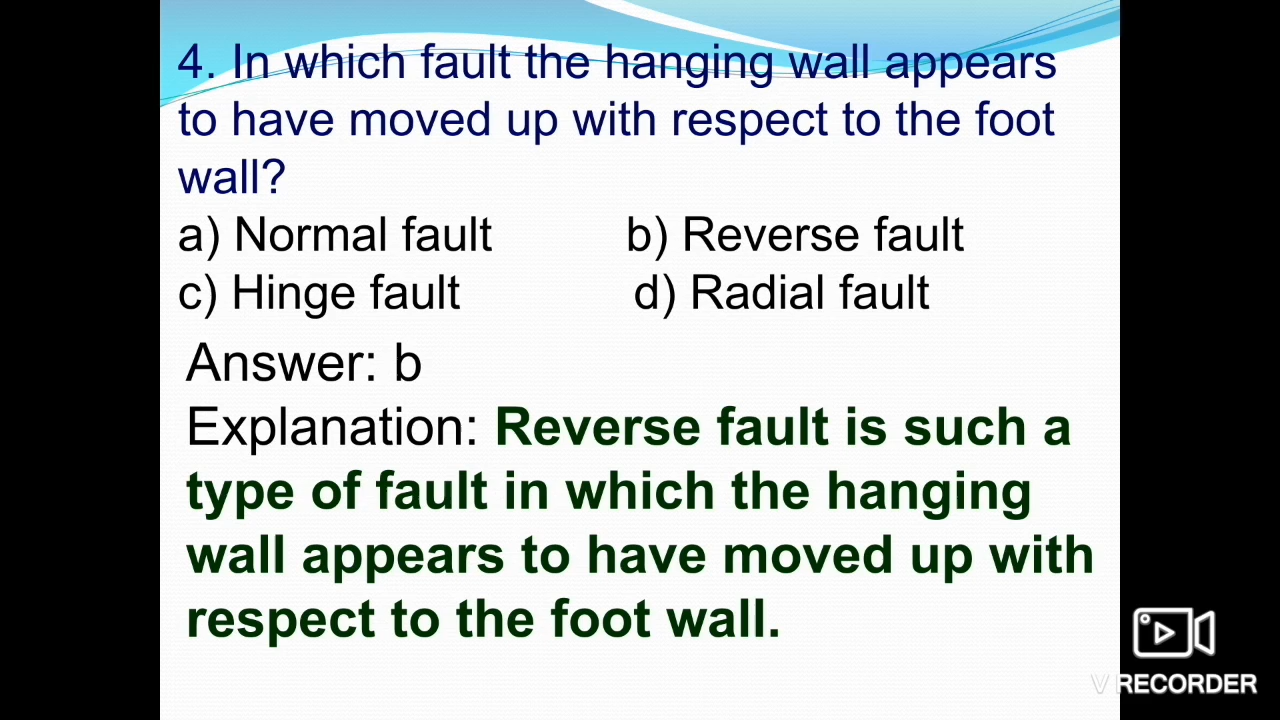 4. In which fault the hanging wall appears
to have moved up with respect to the foot
wall?
a) Normal fault b) Reverse fault
c) Hinge fault d) Radial fault
Answer: b
Explanation: Reverse fault is such a
type of fault in which the hanging
wall appears to have moved up with
respect to the foot wall.
V RECORDER